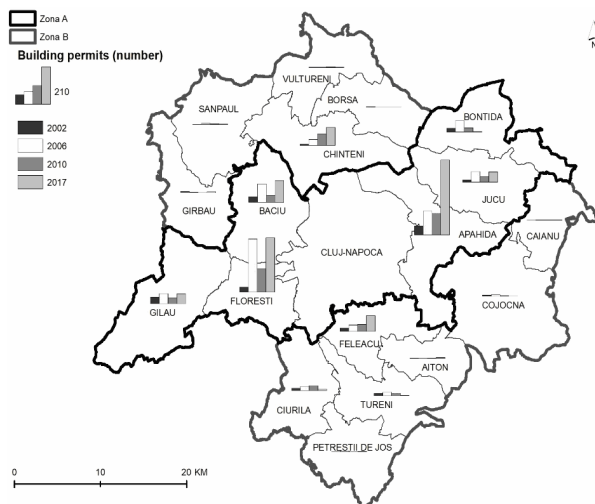 Zona A
Zona B
Building permits (number)
210
2002
2006
2010
2017
N
VULTURENI
SANPAUL
BORSA
BONTIDA
CHINTENI
GIRBAU
BACIU
JUCU
APAHIDA
CAIANU
CLUJ-NAPOCA
GILAU
FLORESTI
COJOCNA
FELEACU
AITON
CIURILA
TURENI
PETRESTII DE JOS
0 10 20 KM